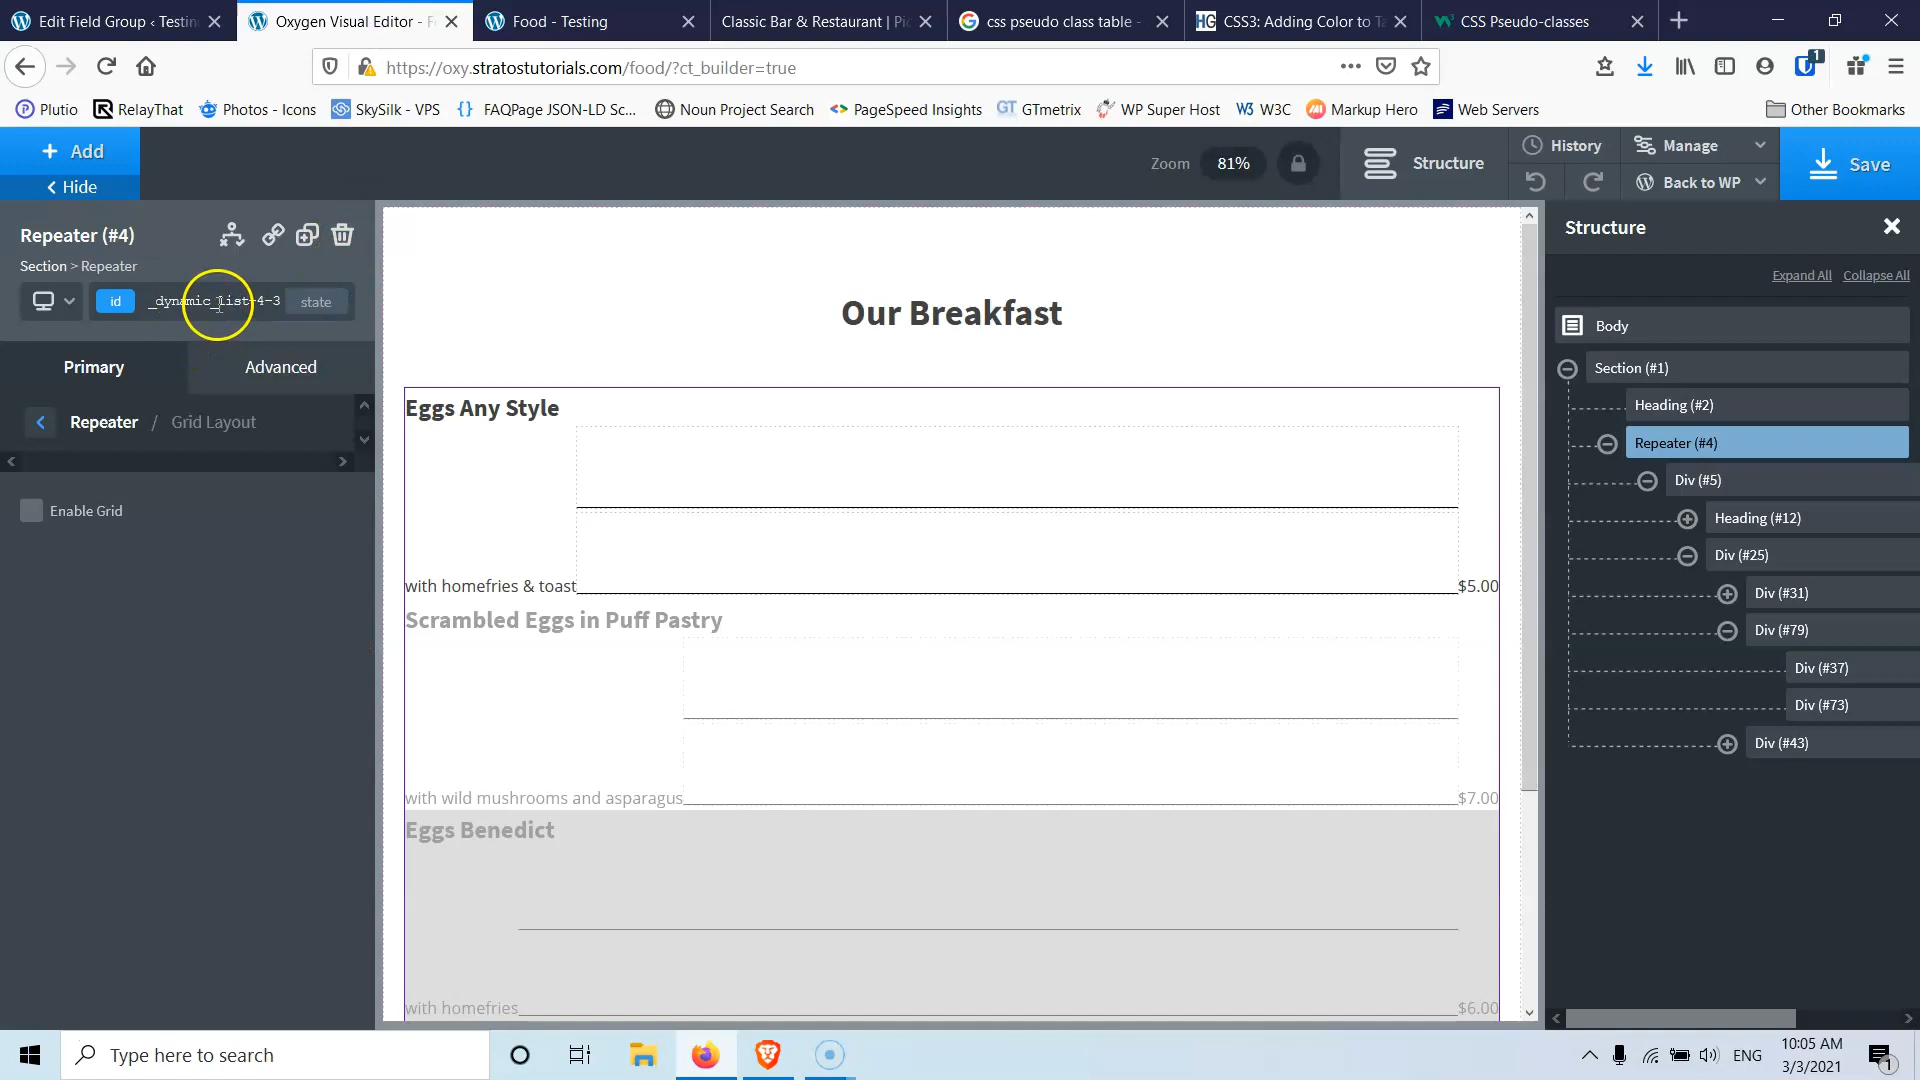 Edit Field Group ‹ Testin
Oxygen Visual Editor - F
Food - Testing
Classic Bar & Restaurant | Pi
css pseudo class table -
CSS3: Adding Color to Ta
CSS Pseudo-classes
https://oxy.stratostutorials.com/food/?ct_builder=true
1
Plutio
RelayThat
Photos - Icons
SkySilk - VPS
FAQPage JSON-LD Sc...
Noun Project Search
PageSpeed Insights
GTmetrix
WP Super Host
W3C
Markup Hero
Web Servers
Other Bookmarks
+ Add
Hide
Zoom 81%
Structure
History
Manage
Back to WP
Save
Repeater (#4)
Section > Repeater
id _dynamic_list-4-3 state
Primary
Advanced
Repeater / Grid Layout
Enable Grid
Our Breakfast
Eggs Any Style
with homefries & toast $5.00
Scrambled Eggs in Puff Pastry
with wild mushrooms and asparagus $7.00
Eggs Benedict
with homefries $6.00
Structure
Expand All Collapse All
Body
Section (#1)
Heading (#2)
Repeater (#4)
Div (#5)
Heading (#12)
Div (#25)
Div (#31)
Div (#79)
Div (#37)
Div (#73)
Div (#43)
Type here to search
ENG
10:05 AM
3/3/2021
1